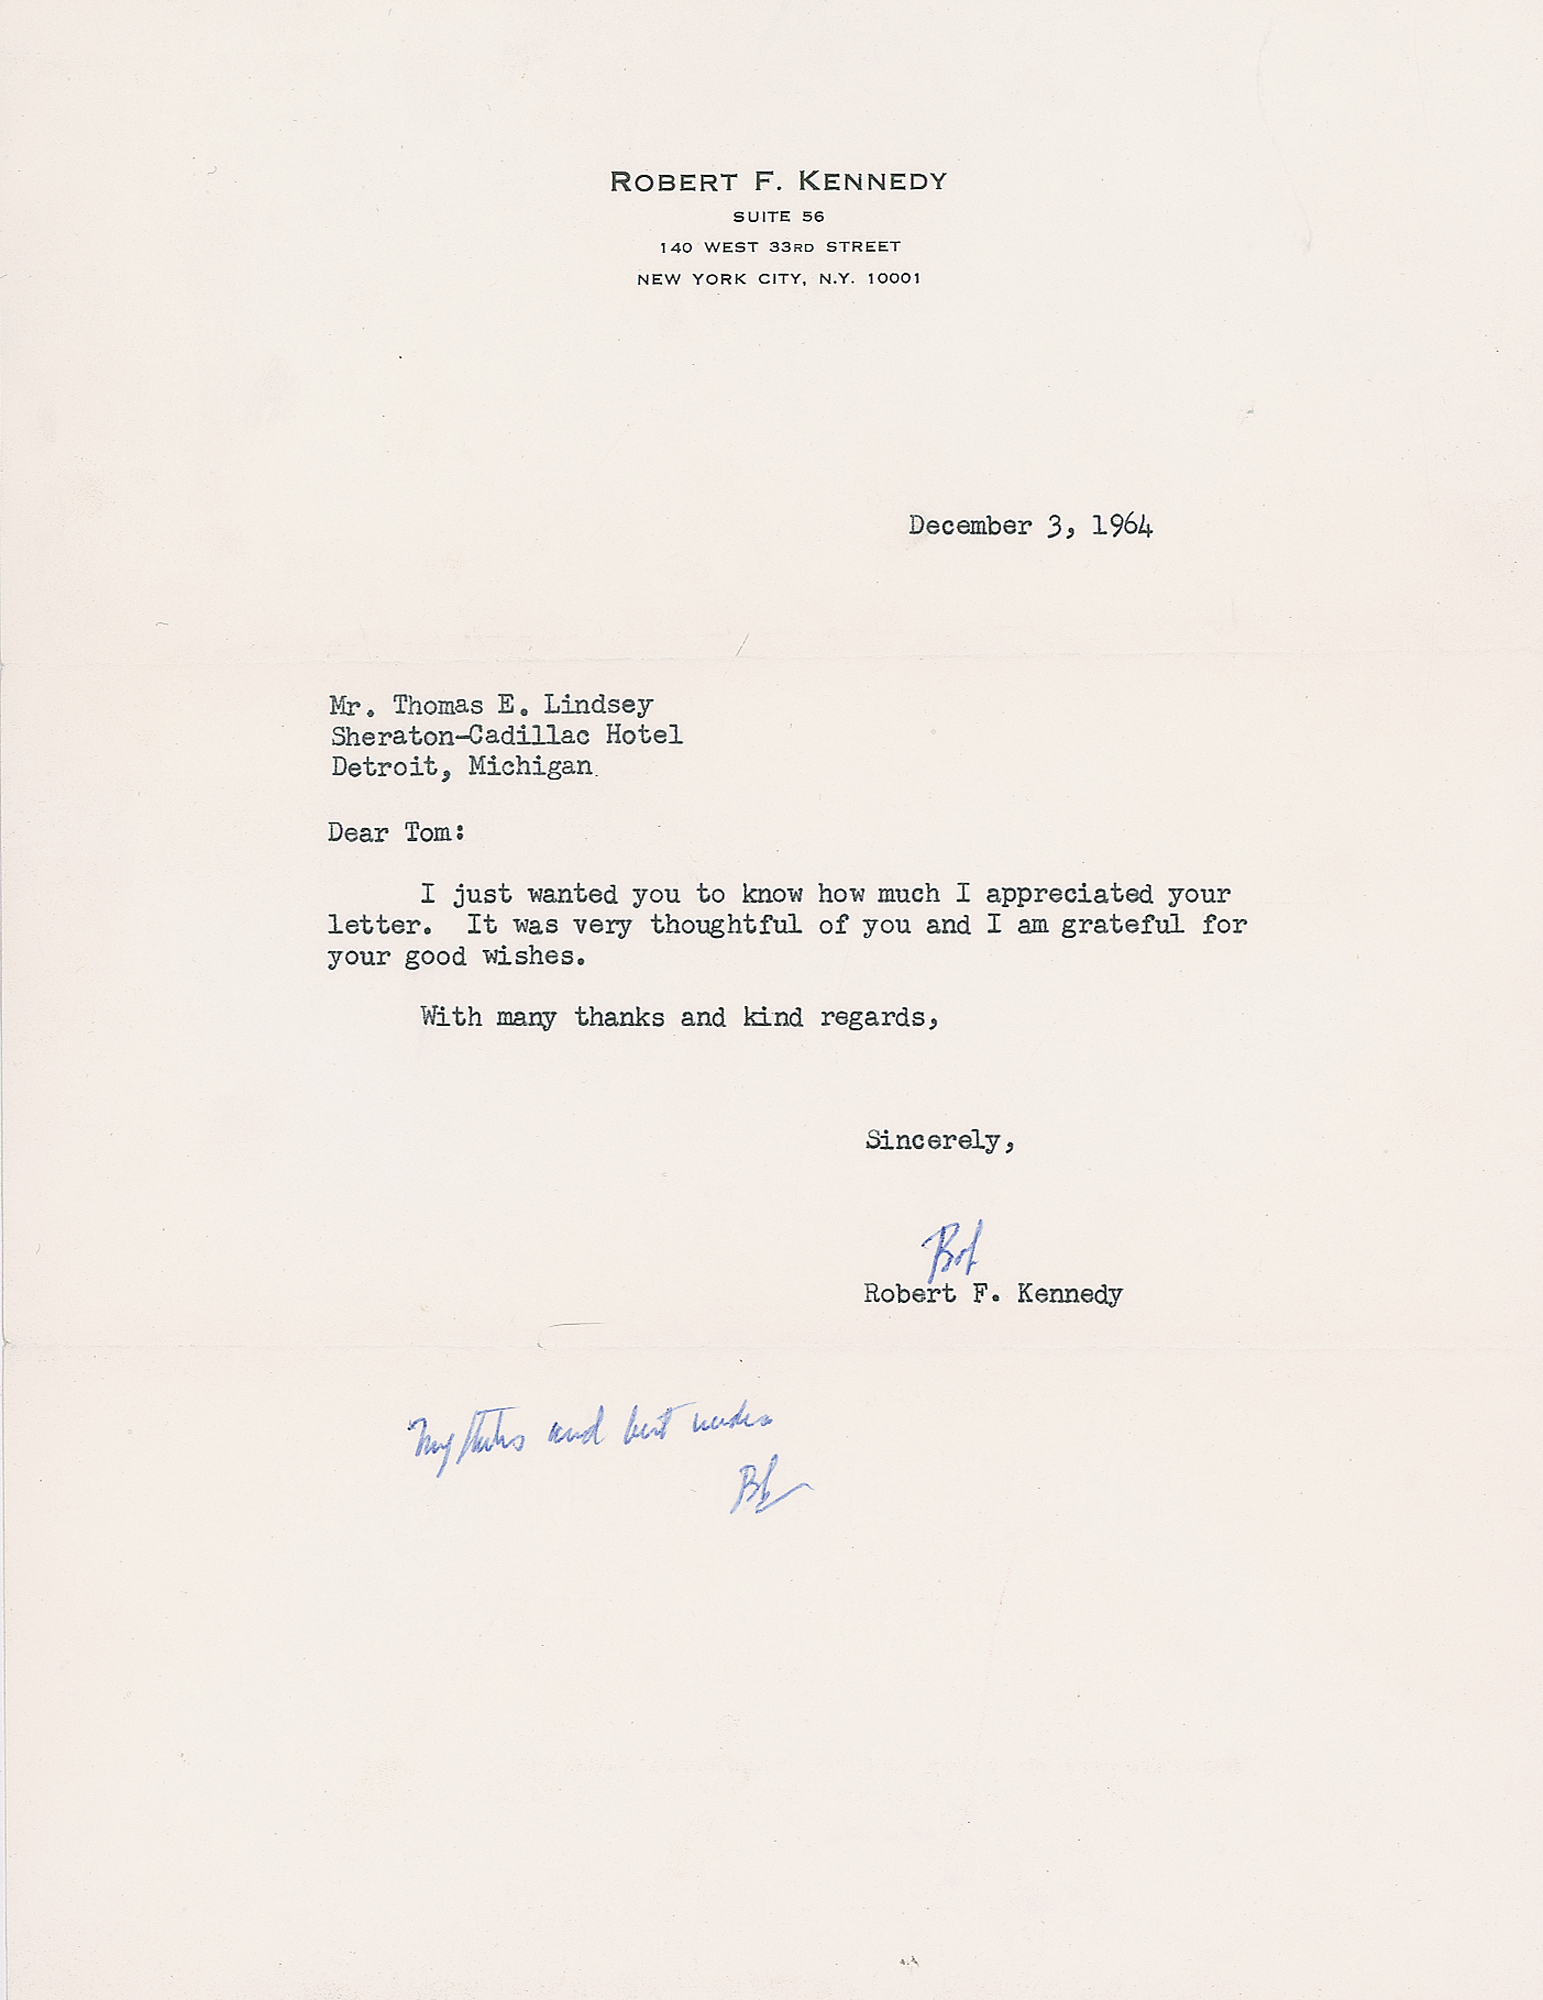 ROBERT F. KENNEDY
SUITE 56
140 WEST 33RD STREET
NEW YORK CITY, N.Y. 10001
December 3, 1964
Mr. Thomas E. Lindsey
Sheraton-Cadillac Hotel
Detroit, Michigan
Dear Tom:
I just wanted you to know how much I appreciated your
letter. It was very thoughtful of you and I am grateful for
your good wishes.
With many thanks and kind regards,
Sincerely,
Bob
Robert F. Kennedy
My thanks and best wishes
Bob